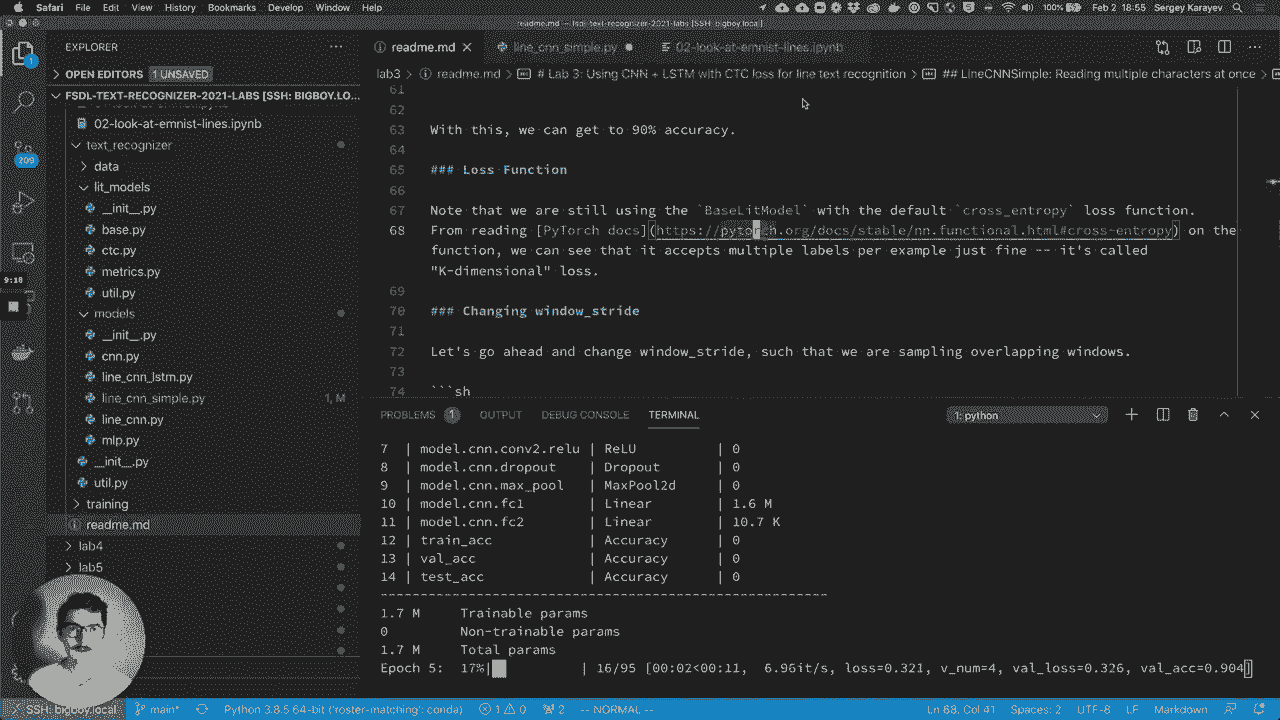 Safari File Edit View History Bookmarks Develop Window Help
100% Feb 2 18:55 Sergey Karayev
readme.md — fsdl-text-recognizer-2021-labs [SSH: bigboy.local]
EXPLORER
readme.md
line_cnn_simple.py
02-look-at-emnist-lines.ipynb
OPEN EDITORS 1 UNSAVED
lab3 > readme.md > # Lab 3: Using CNN + LSTM with CTC loss for line text recognition > ## LineCNNSimple: Reading multiple characters at once >
FSDL-TEXT-RECOGNIZER-2021-LABS [SSH: BIGBOY.LO...
02-look-at-emnist-lines.ipynb
text_recognizer
data
lit_models
__init__.py
base.py
ctc.py
metrics.py
util.py
models
__init__.py
cnn.py
line_cnn_lstm.py
line_cnn_simple.py 1, M
line_cnn.py
mlp.py
__init__.py
util.py
training
readme.md
lab4
lab5
1
209
9:18
61
62
63 With this, we can get to 90% accuracy.
64
65 ### Loss Function
66
67 Note that we are still using the `BaseLitModel` with the default `cross_entropy` loss function.
68 From reading [PyTorch docs](https://pytorch.org/docs/stable/nn.functional.html#cross-entropy) on the
function, we can see that it accepts multiple labels per example just fine -- it's called
"K-dimensional" loss.
69
70 ### Changing window_stride
71
72 Let's go ahead and change window_stride, such that we are sampling overlapping windows.
73
74 ```sh
PROBLEMS 1 OUTPUT DEBUG CONSOLE TERMINAL 1: python
7 | model.cnn.conv2.relu | ReLU | 0
8 | model.cnn.dropout | Dropout | 0
9 | model.cnn.max_pool | MaxPool2d | 0
10 | model.cnn.fc1 | Linear | 1.6 M
11 | model.cnn.fc2 | Linear | 10.7 K
12 | train_acc | Accuracy | 0
13 | val_acc | Accuracy | 0
14 | test_acc | Accuracy | 0
------------------------------------------------------
1.7 M Trainable params
0 Non-trainable params
1.7 M Total params
Epoch 5: 17%| | 16/95 [00:02<00:11, 6.96it/s, loss=0.321, v_num=4, val_loss=0.326, val_acc=0.904]
SSH: bigboy.local main* Python 3.8.5 64-bit ('roster-matching': conda) 1 0 2 -- NORMAL -- Ln 68, Col 41 Spaces: 2 UTF-8 LF Markdown